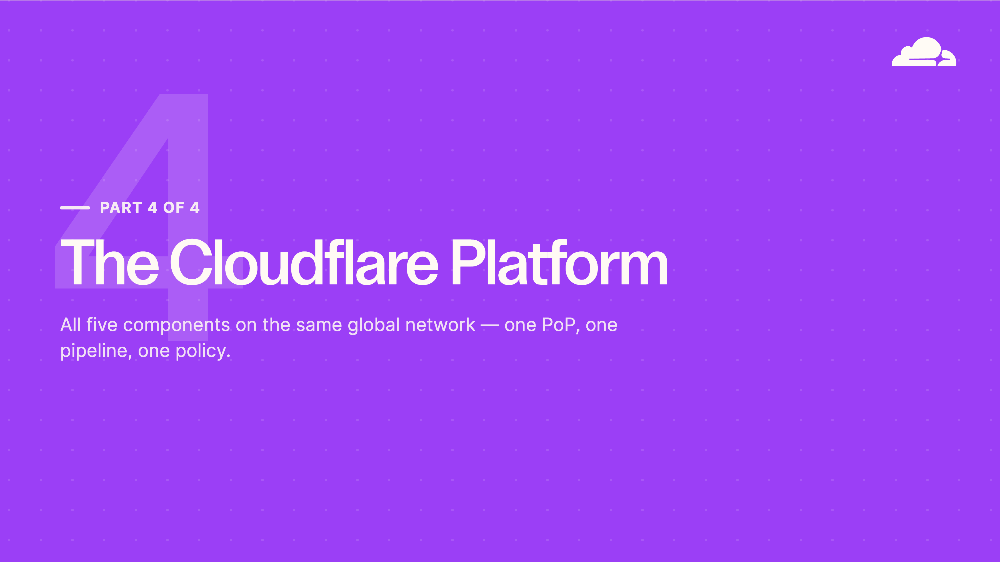 4
PART 4 OF 4
The Cloudflare Platform
All five components on the same global network — one PoP, one
pipeline, one policy.